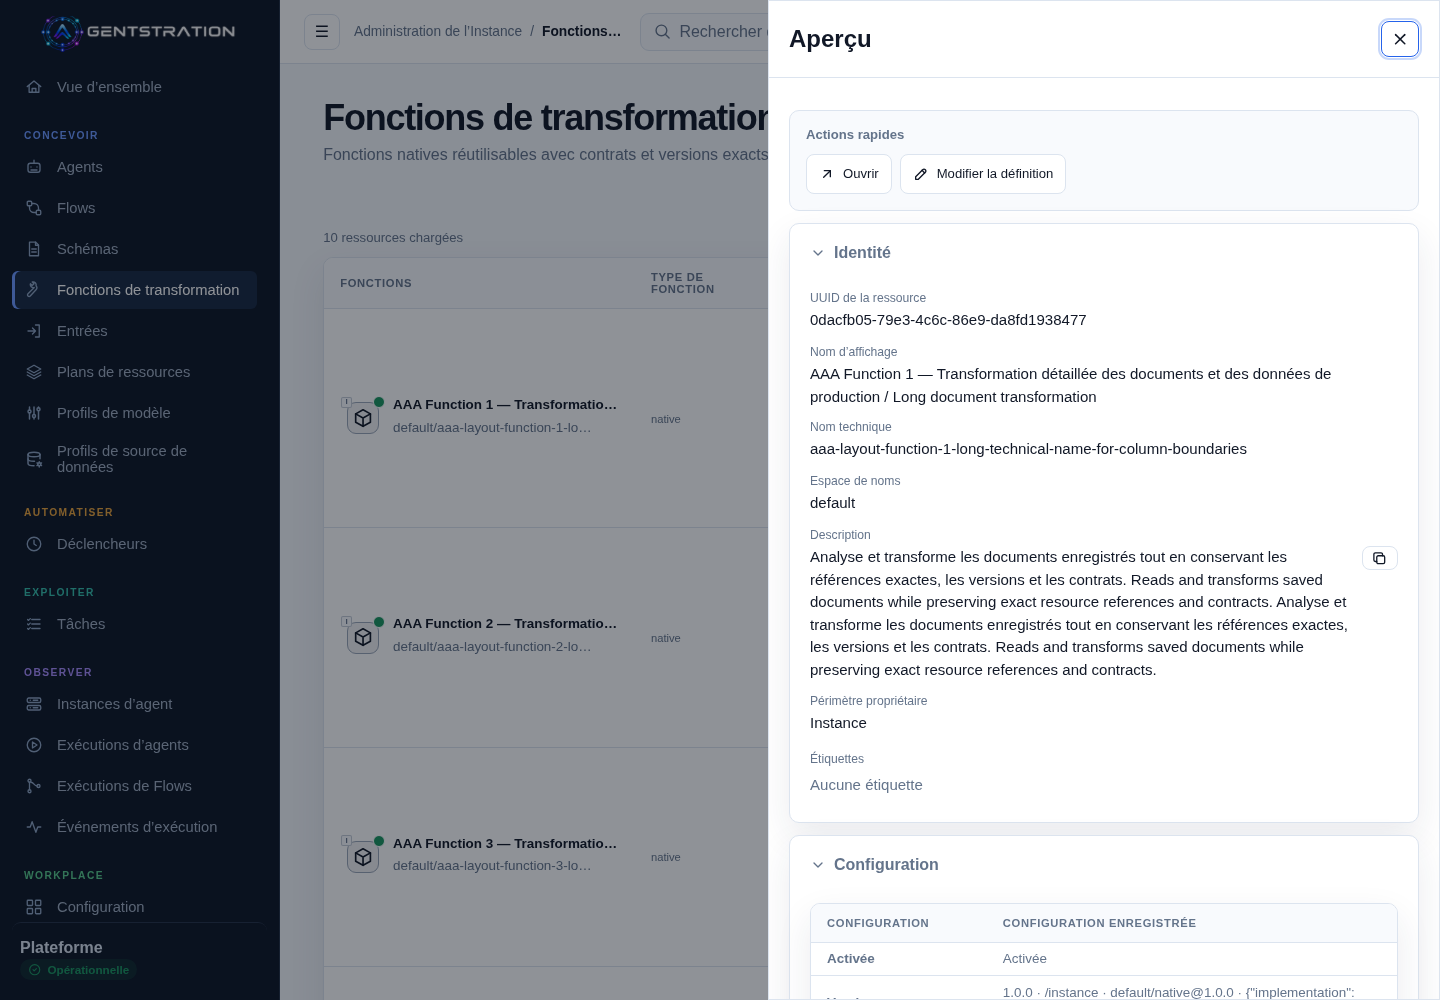 GENTSTRATION
Vue d’ensemble
CONCEVOIR
Agents
Flows
Schémas
Fonctions de transformation
Entrées
Plans de ressources
Profils de modèle
Profils de source de
données
AUTOMATISER
Déclencheurs
EXPLOITER
Tâches
OBSERVER
Instances d’agent
Exécutions d’agents
Exécutions de Flows
Événements d’exécution
WORKPLACE
Configuration
Plateforme
Opérationnelle
Administration de l’Instance / Fonctions…
Rechercher
Fonctions de transformation
Fonctions natives réutilisables avec contrats et versions exacts
10 ressources chargées
FONCTIONS
TYPE DE
FONCTION
I
AAA Function 1 — Transformatio…
default/aaa-layout-function-1-lo…
native
I
AAA Function 2 — Transformatio…
default/aaa-layout-function-2-lo…
native
I
AAA Function 3 — Transformatio…
default/aaa-layout-function-3-lo…
native
Aperçu
Actions rapides
Ouvrir
Modifier la définition
Identité
UUID de la ressource
0dacfb05-79e3-4c6c-86e9-da8fd1938477
Nom d’affichage
AAA Function 1 — Transformation détaillée des documents et des données de
production / Long document transformation
Nom technique
aaa-layout-function-1-long-technical-name-for-column-boundaries
Espace de noms
default
Description
Analyse et transforme les documents enregistrés tout en conservant les
références exactes, les versions et les contrats. Reads and transforms saved
documents while preserving exact resource references and contracts. Analyse et
transforme les documents enregistrés tout en conservant les références exactes,
les versions et les contrats. Reads and transforms saved documents while
preserving exact resource references and contracts.
Périmètre propriétaire
Instance
Étiquettes
Aucune étiquette
Configuration
CONFIGURATION
CONFIGURATION ENREGISTRÉE
Activée
Activée
1.0.0 · /instance · default/native@1.0.0 · {"implementation":